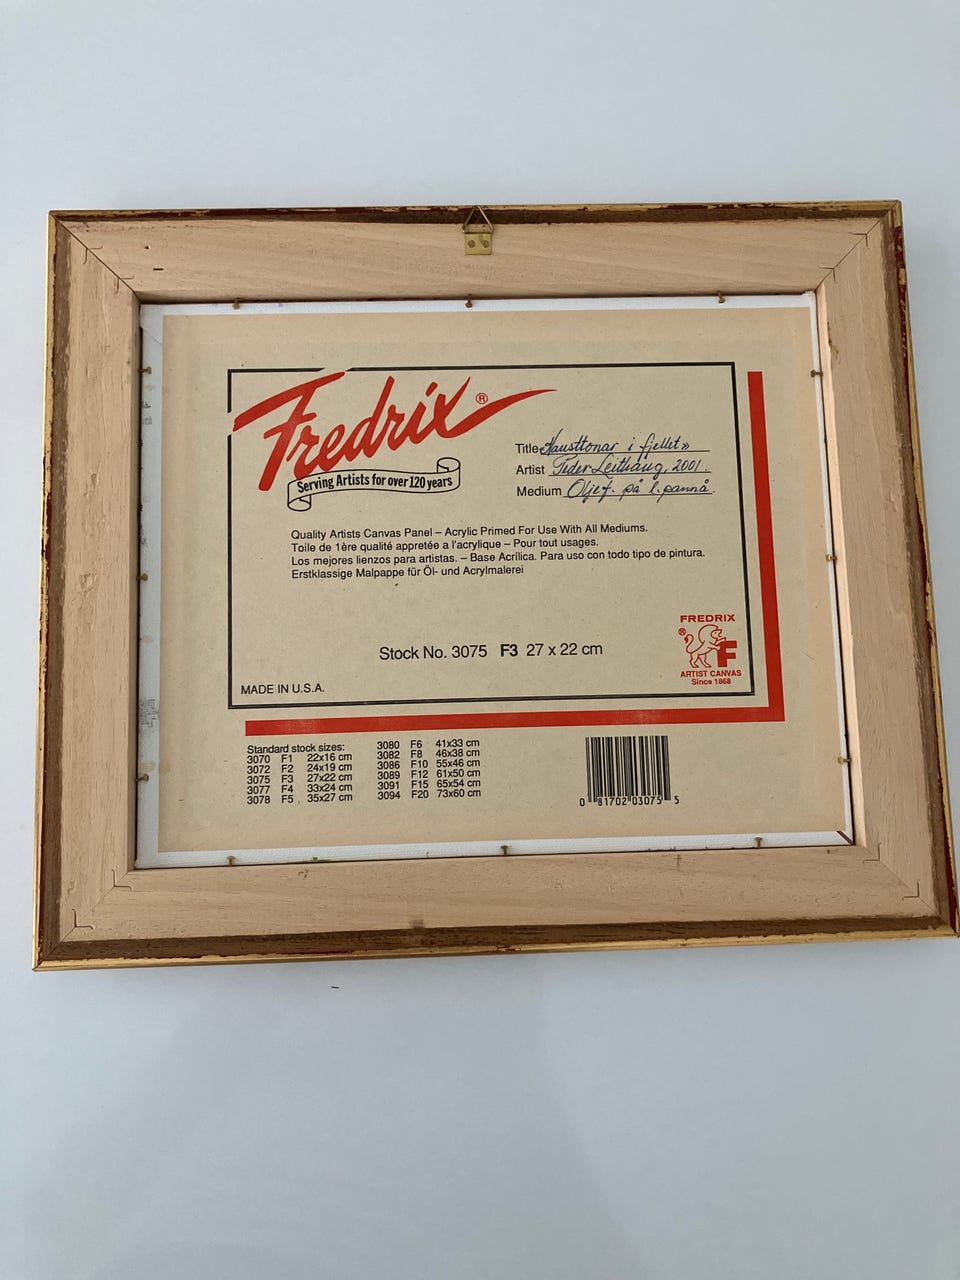 Fredrix®
Serving Artists for over 120 years
Title «Hausttonar i fjellet»
Artist Peder Leithaug, 2001.
Medium Oljef. på l.pannå.
Quality Artists Canvas Panel – Acrylic Primed For Use With All Mediums.
Toile de 1ère qualité appretée a l'acrylique – Pour tout usages.
Los mejores lienzos para artistas. – Base Acrílica. Para uso con todo tipo de pintura.
Erstklassige Malpappe für Öl- und Acrylmalerei
Stock No. 3075 F3 27 x 22 cm
FREDRIX
®
F
ARTIST CANVAS
Since 1868
MADE IN U.S.A.
Standard stock sizes:
3070 F1 22x16 cm
3072 F2 24x19 cm
3075 F3 27x22 cm
3077 F4 33x24 cm
3078 F5 35x27 cm
3080 F6 41x33 cm
3082 F8 46x38 cm
3086 F10 55x46 cm
3089 F12 61x50 cm
3091 F15 65x54 cm
3094 F20 73x60 cm
0 81702 03075 5